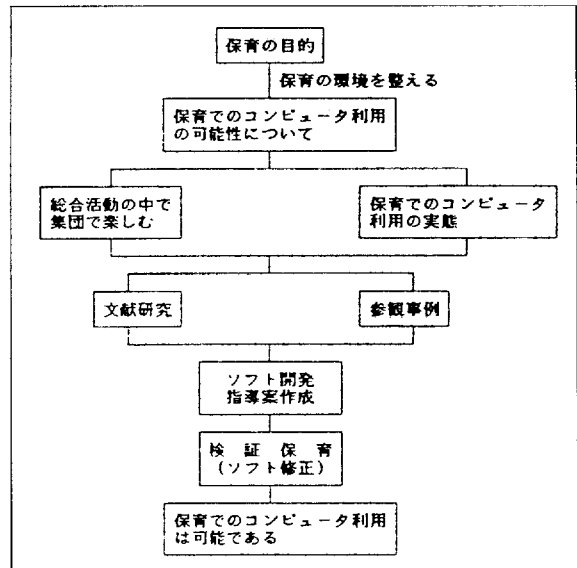 保育の目的
保育の環境を整える
保育でのコンピュータ利用
の可能性について
総合活動の中で
集団で楽しむ
保育でのコンピュータ
利用の実態
文献研究
参観事例
ソフト開発
指導案作成
検 証 保 育
(ソフト修正)
保育でのコンピュータ利用
は可能である